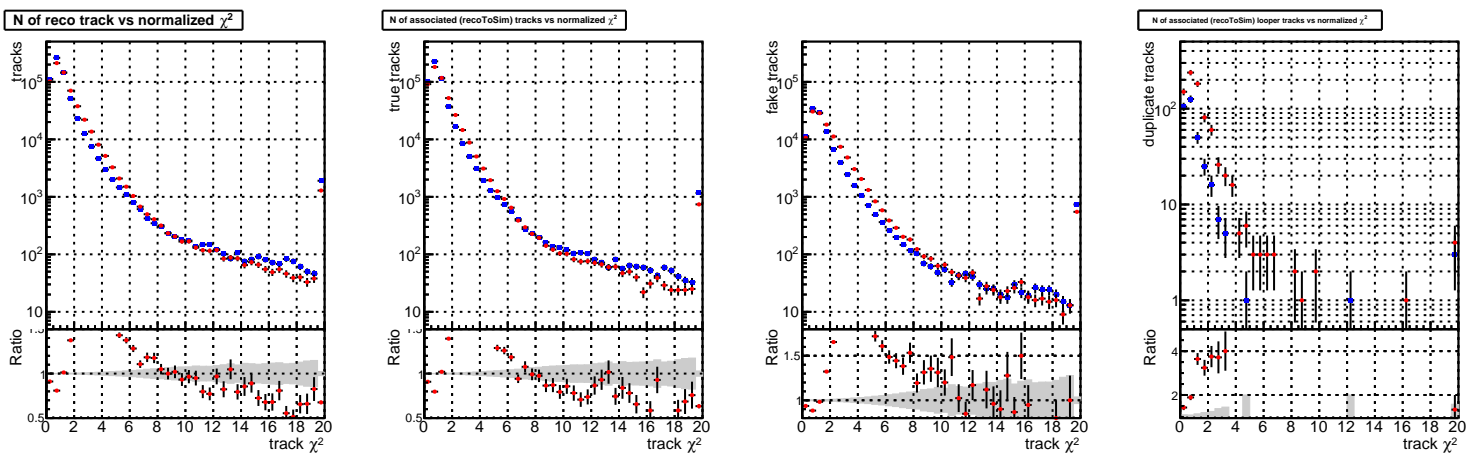 N of reco track vs normalized χ²
tracks
10⁵
10⁴
10³
10²
10
Ratio
1.5
1
0.5
0 2 4 6 8 10 12 14 16 18 20
track χ²
N of associated (recoToSim) tracks vs normalized χ²
true tracks
10⁵
10⁴
10³
10²
10
Ratio
1.5
1
0.5
0 2 4 6 8 10 12 14 16 18 20
track χ²
fake tracks
10⁵
10⁴
10³
10²
10
Ratio
1.5
1
0 2 4 6 8 10 12 14 16 18 20
track χ²
N of associated (recoToSim) looper tracks vs normalized χ²
duplicate tracks
10²
10
1
Ratio
4
2
0 2 4 6 8 10 12 14 16 18 20
track χ²